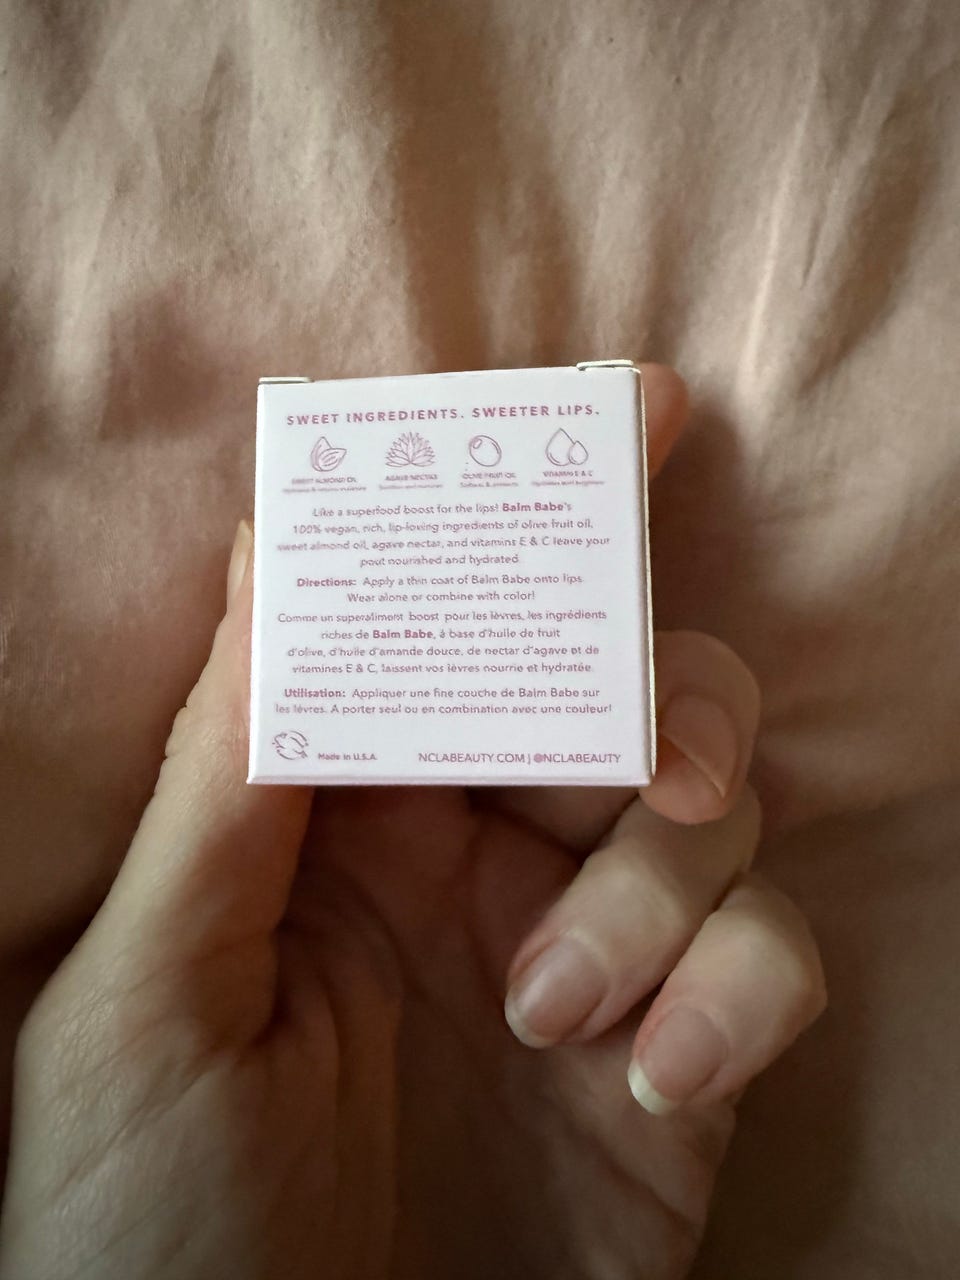 SWEET INGREDIENTS. SWEETER LIPS.
SWEET ALMOND OIL AGAVE NECTAR OLIVE FRUIT OIL VITAMINS E & C
Softens & protects
Like a superfood boost for the lips! Balm Babe's
100% vegan, rich, lip-loving ingredients of olive fruit oil,
sweet almond oil, agave nectar, and vitamins E & C leave your
pout nourished and hydrated.
Directions: Apply a thin coat of Balm Babe onto lips.
Wear alone or combine with color!
Comme un superaliment boost pour les lèvres, les ingrédients
riches de Balm Babe, à base d'huile de fruit
d'olive, d'huile d'amande douce, de nectar d'agave et de
vitamines E & C, laissent vos lèvres nourrie et hydratée.
Utilisation: Appliquer une fine couche de Balm Babe sur
les lèvres. A porter seul ou en combination avec une couleur!
Made in U.S.A. NCLABEAUTY.COM | @NCLABEAUTY